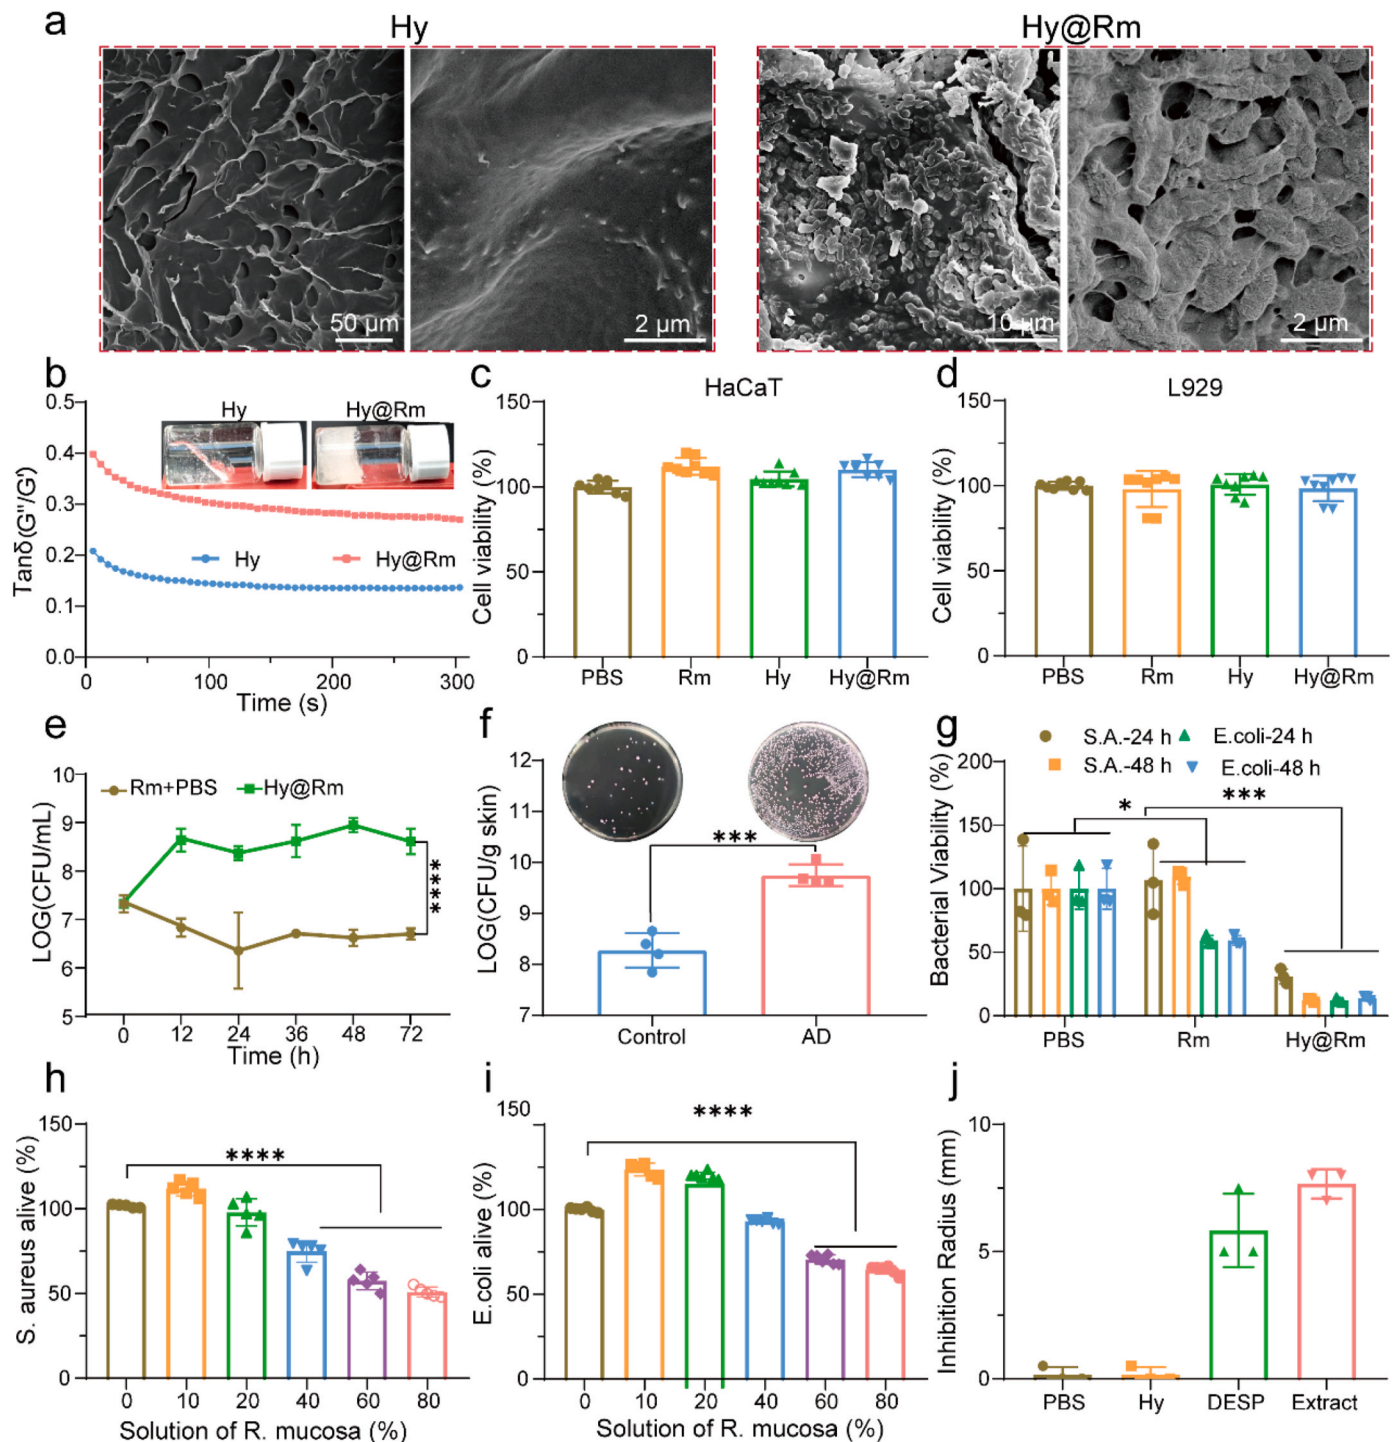 a
Hy
Hy@Rm
50 μm
2 μm
10 μm
2 μm
b
0.5
0.4
0.3
0.2
0.1
0.0
Tanδ(G''/G')
Hy
Hy@Rm
Hy
Hy@Rm
0
100
200
300
Time (s)
c
HaCaT
150
100
50
0
Cell viability (%)
PBS
Rm
Hy
Hy@Rm
d
L929
150
100
50
0
Cell viability (%)
PBS
Rm
Hy
Hy@Rm
e
10
9
8
7
6
5
LOG(CFU/mL)
Rm+PBS
Hy@Rm
****
0
12
24
36
48
72
Time (h)
f
12
11
10
9
8
7
LOG(CFU/g skin)
***
Control
AD
g
S.A.-24 h
E.coli-24 h
S.A.-48 h
E.coli-48 h
200
150
100
50
0
Bacterial Viability (%)
*
***
PBS
Rm
Hy@Rm
h
150
100
50
0
S. aureus alive (%)
****
0
10
20
40
60
80
Solution of R. mucosa (%)
i
150
100
50
0
E.coli alive (%)
****
0
10
20
40
60
80
Solution of R. mucosa (%)
j
10
5
0
Inhibition Radius (mm)
PBS
Hy
DESP
Extract